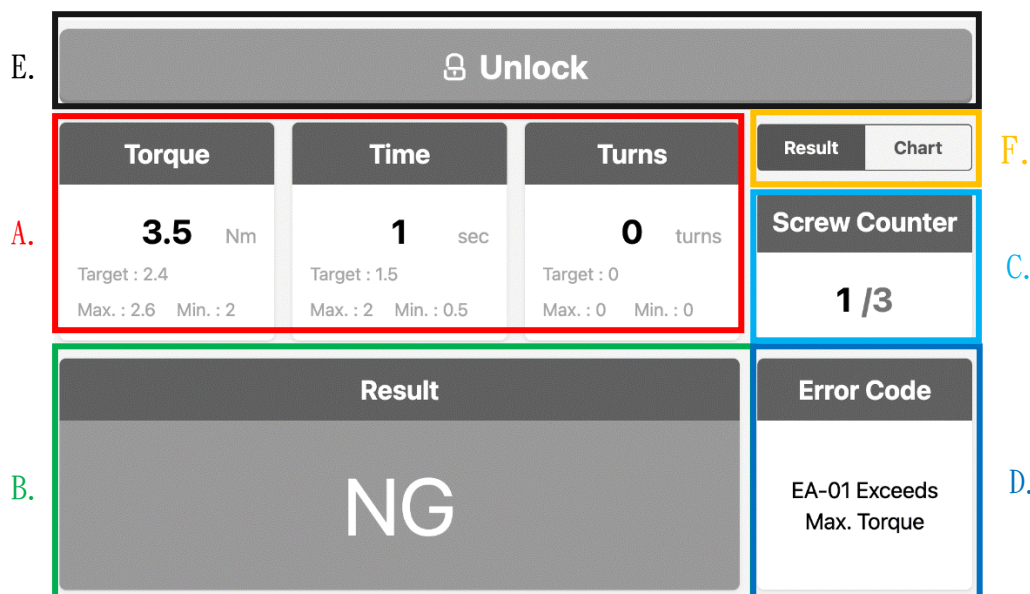 E.
Unlock
Torque
Time
Turns
Result
Chart
F.
A.
3.5 Nm
1 sec
0 turns
Target : 2.4
Max. : 2.6 Min. : 2
Target : 1.5
Max. : 2 Min. : 0.5
Target : 0
Max. : 0 Min. : 0
Screw Counter
1 /3
C.
B.
Result
NG
Error Code
EA-01 Exceeds
Max. Torque
D.